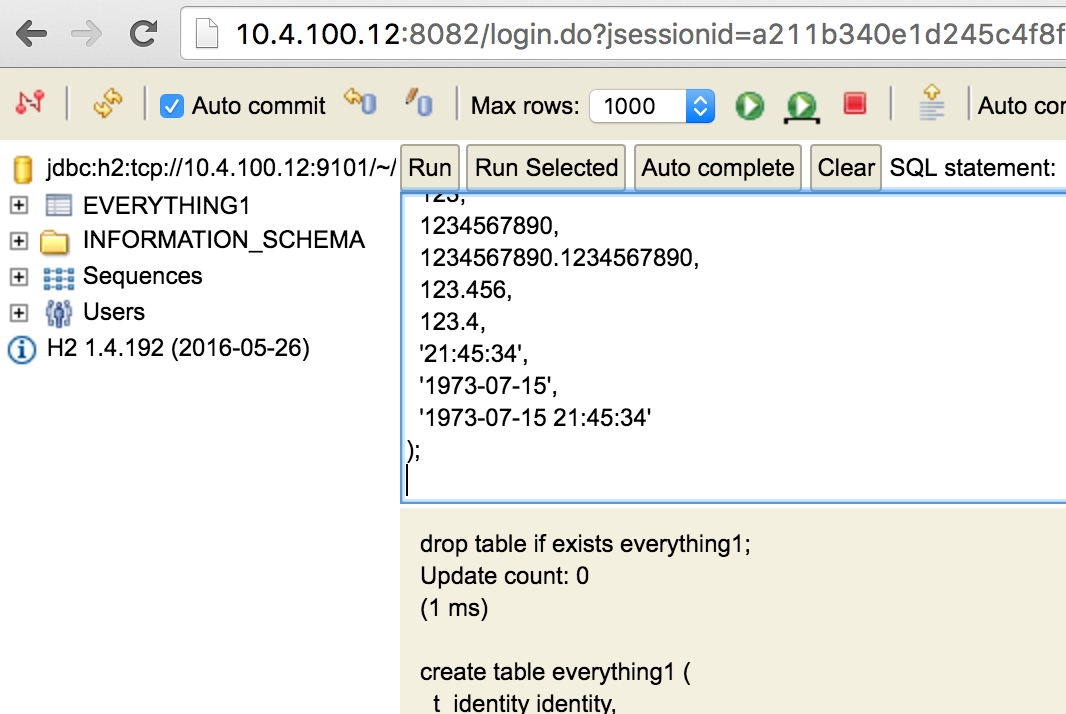 10.4.100.12:8082/login.do?jsessionid=a211b340e1d245c4f8f
Auto commit
Max rows: 1000
Auto cor
jdbc:h2:tcp://10.4.100.12:9101/~/
Run Run Selected Auto complete Clear SQL statement:
EVERYTHING1
INFORMATION_SCHEMA
Sequences
Users
H2 1.4.192 (2016-05-26)
123,
1234567890,
1234567890.1234567890,
123.456,
123.4,
'21:45:34',
'1973-07-15',
'1973-07-15 21:45:34'
);
drop table if exists everything1;
Update count: 0
(1 ms)
create table everything1 (
t_identity identity,